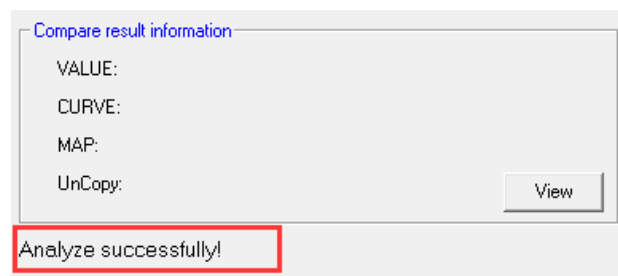 Compare result information
VALUE:
CURVE:
MAP:
UnCopy:
View
Analyze successfully!